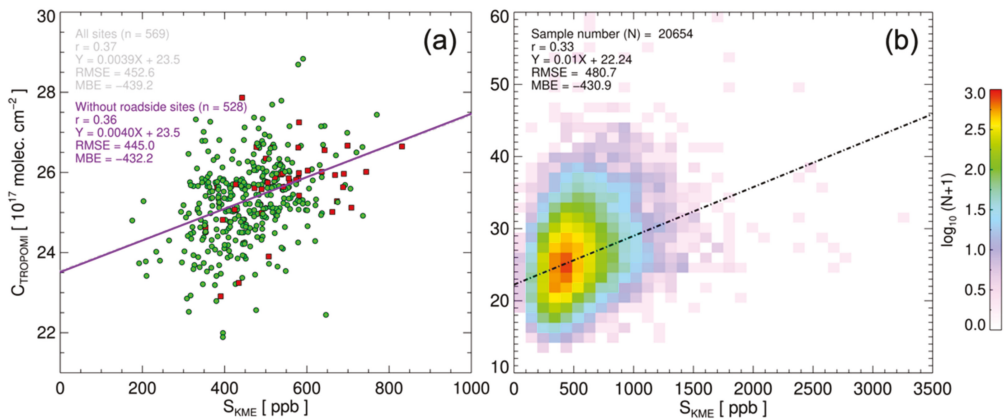 All sites (n = 569)
r = 0.37
Y = 0.0039X + 23.5
RMSE = 452.6
MBE = −439.2
Without roadside sites (n = 528)
r = 0.36
Y = 0.0040X + 23.5
RMSE = 445.0
MBE = −432.2
(a)
30
28
26
24
22
C_TROPOMI [ 10^17 molec. cm^-2 ]
0
200
400
600
800
1000
S_KME [ ppb ]
Sample number (N) = 20654
r = 0.33
Y = 0.01X + 22.24
RMSE = 480.7
MBE = −430.9
(b)
60
50
40
30
20
10
0
500
1000
1500
2000
2500
3000
3500
S_KME [ ppb ]
3.0
2.5
2.0
1.5
1.0
0.5
0.0
log10 (N+1)